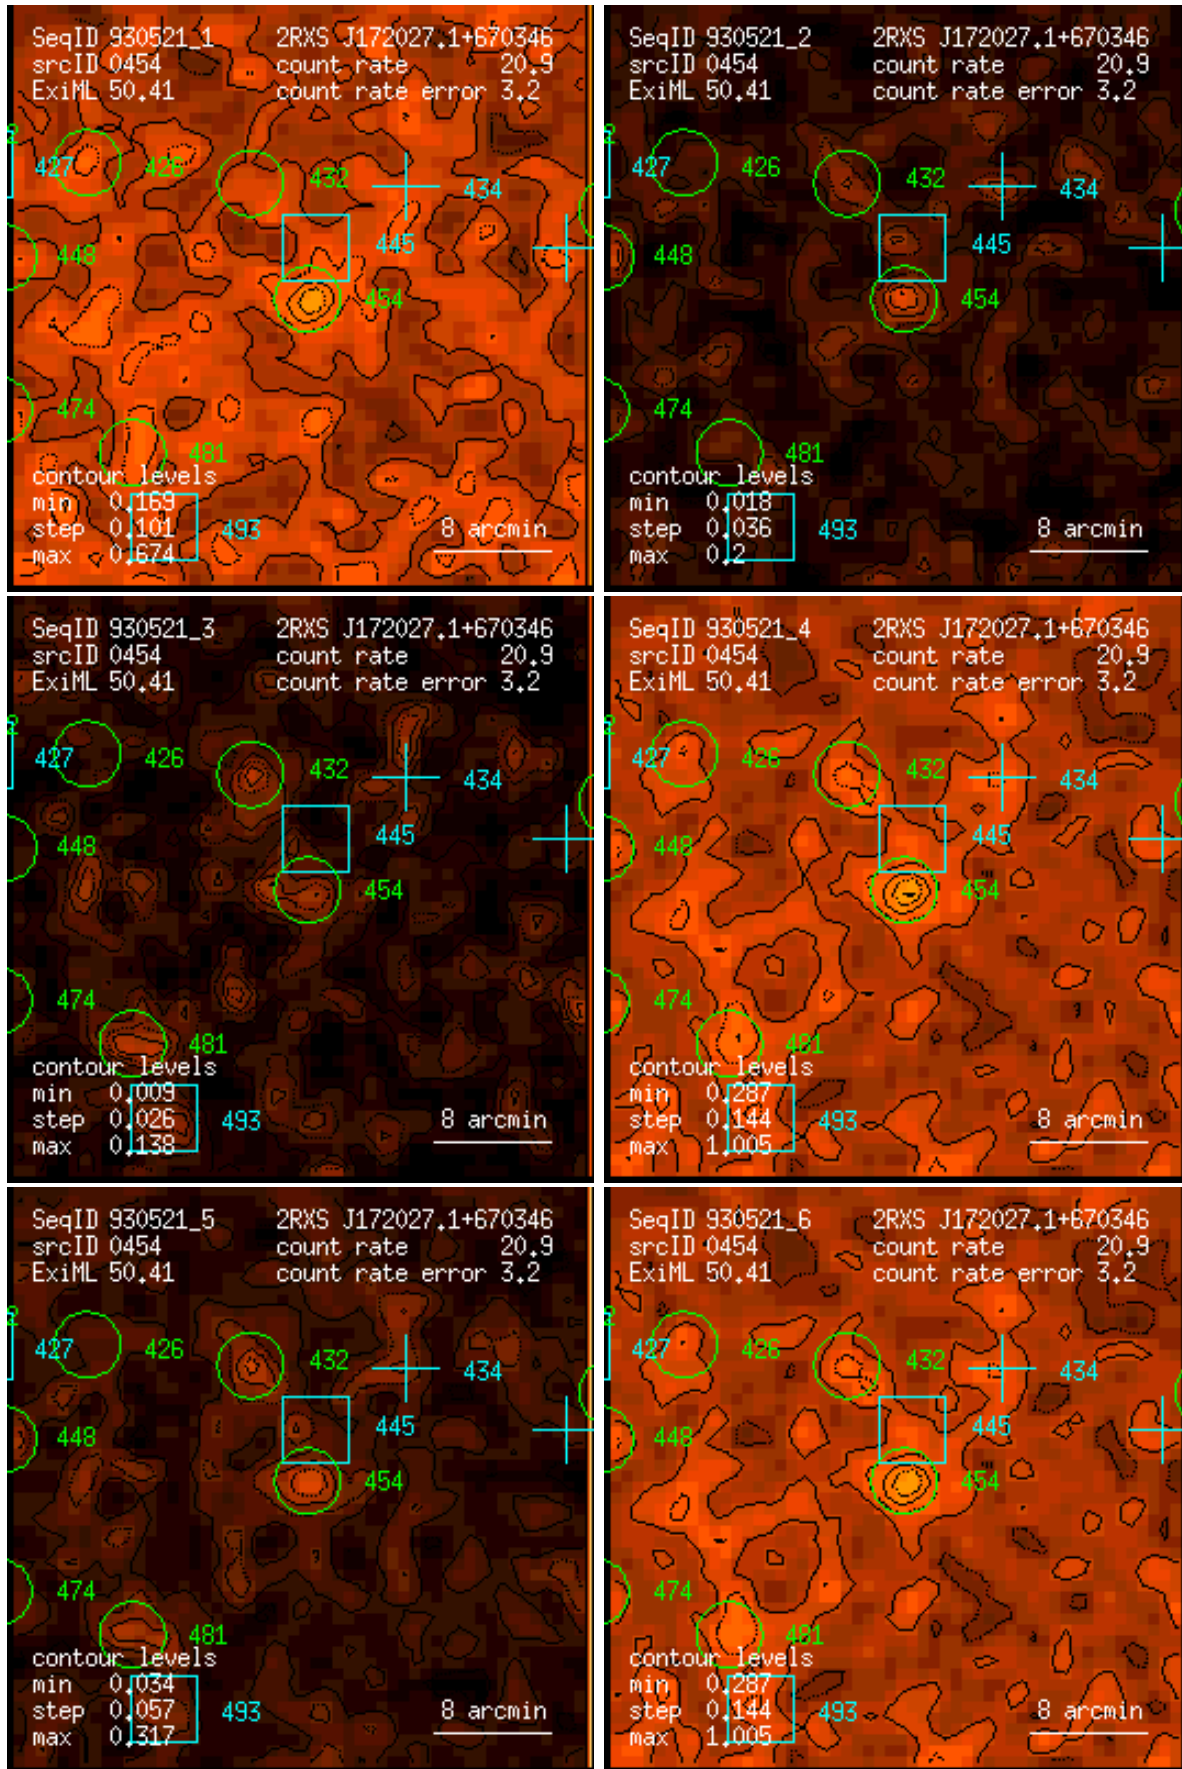 SeqID 930521_1 2RXS J172027.1+670346
srcID 0454 count rate 20.9
ExiML 50.41 count rate error 3.2
427 426 432 434
448 445
454
474
481
contour levels
min 0.169
step 0.101 493 8 arcmin
max 0.674
SeqID 930521_2 2RXS J172027.1+670346
srcID 0454 count rate 20.9
ExiML 50.41 count rate error 3.2
427 426 432 434
448 445
454
474
481
contour levels
min 0.018
step 0.036 493 8 arcmin
max 0.2
SeqID 930521_3 2RXS J172027.1+670346
srcID 0454 count rate 20.9
ExiML 50.41 count rate error 3.2
427 426 432 434
448 445
454
474
481
contour levels
min 0.009
step 0.026 493 8 arcmin
max 0.138
SeqID 930521_4 2RXS J172027.1+670346
srcID 0454 count rate 20.9
ExiML 50.41 count rate error 3.2
427 426 432 434
448 445
454
474
481
contour levels
min 0.287
step 0.144 493 8 arcmin
max 1.005
SeqID 930521_5 2RXS J172027.1+670346
srcID 0454 count rate 20.9
ExiML 50.41 count rate error 3.2
427 426 432 434
448 445
454
474
481
contour levels
min 0.034
step 0.057 493 8 arcmin
max 0.317
SeqID 930521_6 2RXS J172027.1+670346
srcID 0454 count rate 20.9
ExiML 50.41 count rate error 3.2
427 426 432 434
448 445
454
474
481
contour levels
min 0.287
step 0.144 493 8 arcmin
max 1.005